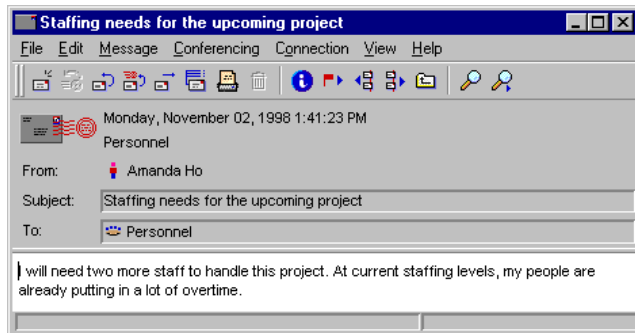 Staffing needs for the upcoming project
File Edit Message Conferencing Connection View Help
Monday, November 02, 1998 1:41:23 PM
Personnel
From: Amanda Ho
Subject: Staffing needs for the upcoming project
To: Personnel
I will need two more staff to handle this project. At current staffing levels, my people are
already putting in a lot of overtime.